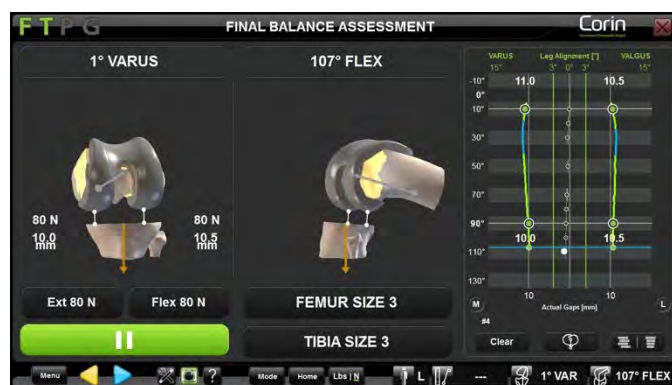 F T P G
FINAL BALANCE ASSESSMENT
Corin
1° VARUS
107° FLEX
VARUS Leg Alignment [°] VALGUS
15° 3° 0° 3° 15°
-10° 11.0 10.5
0°
10°
30°
50°
70°
90°
10.0 10.5
110°
130°
10 10
M Actual Gaps [mm] L
#4
80 N
10.0
mm
80 N
10.5
mm
Ext 80 N
Flex 80 N
FEMUR SIZE 3
TIBIA SIZE 3
Clear
Menu ? Mode Home Lbs | N L --- 1° VAR 107° FLEX